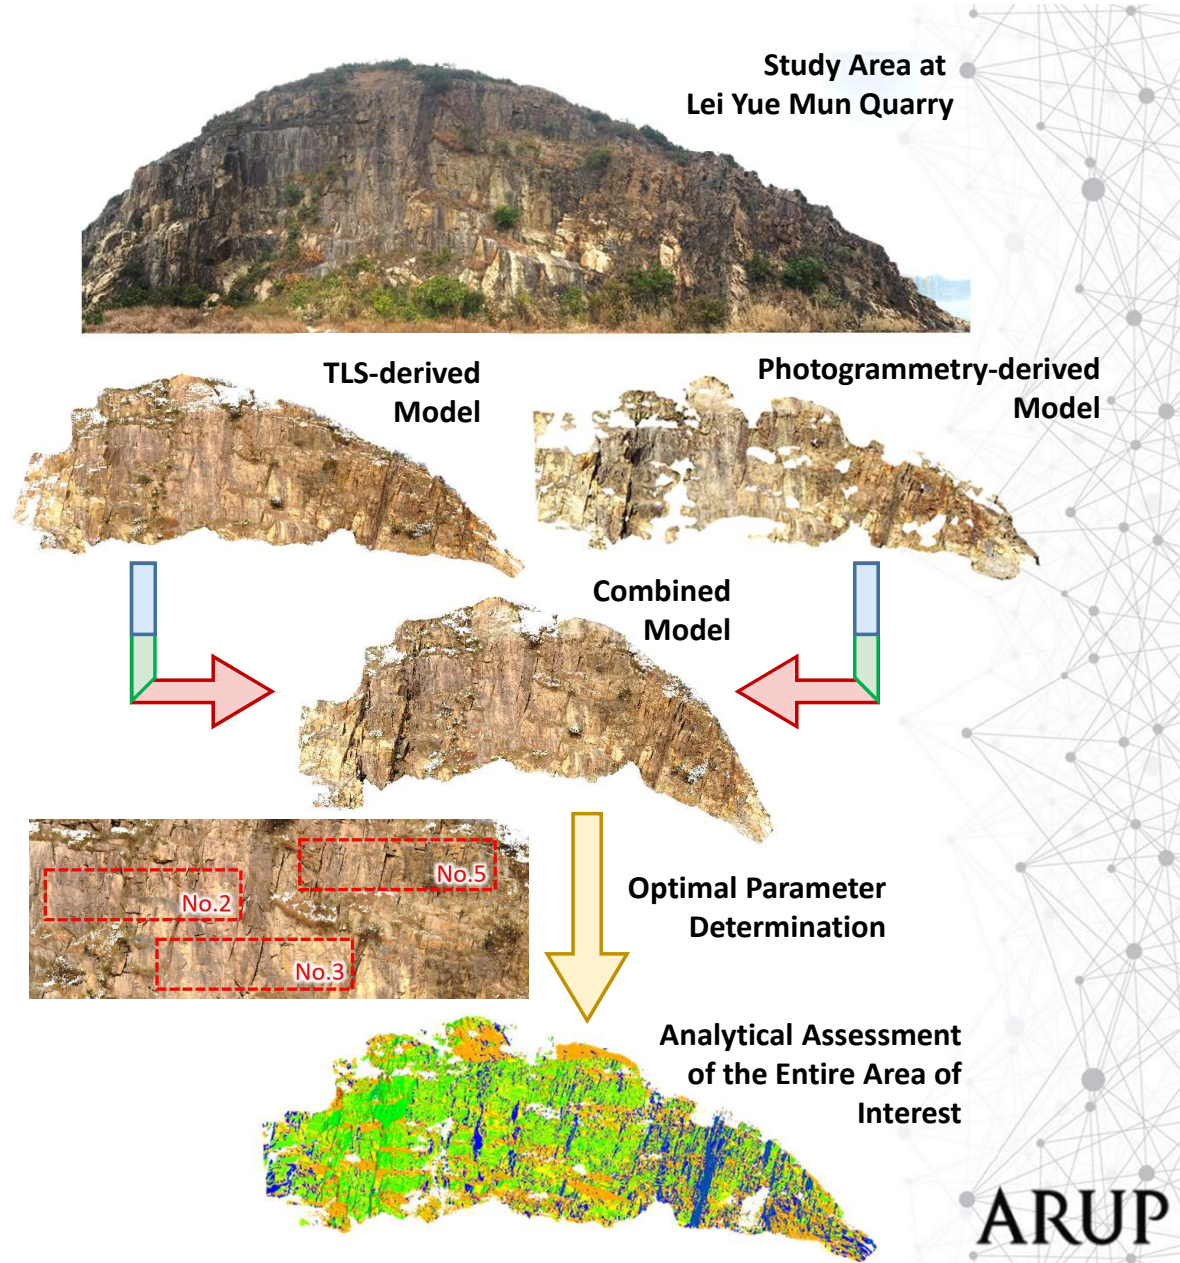 Study Area at
Lei Yue Mun Quarry
TLS-derived
Model
Photogrammetry-derived
Model
Combined
Model
No.5
No.2
No.3
Optimal Parameter
Determination
Analytical Assessment
of the Entire Area of
Interest
ARUP